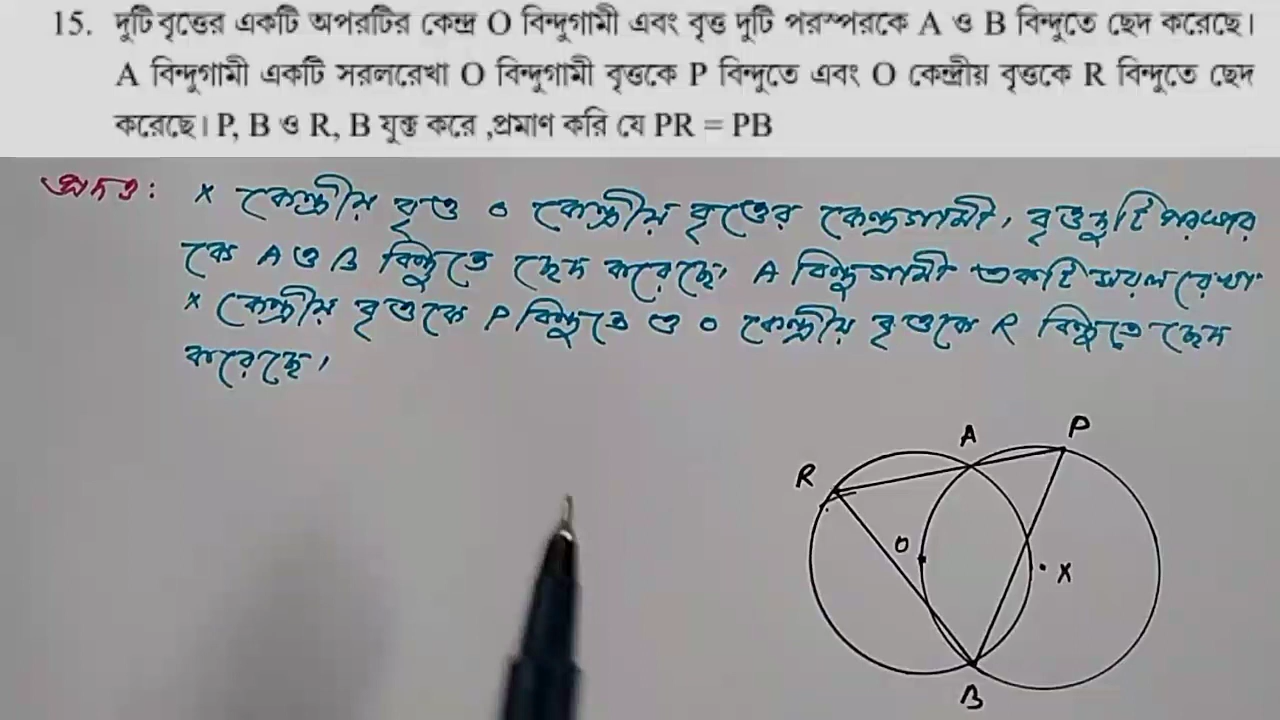 15. দুটি বৃত্তের একটি অপরটির কেন্দ্র O বিন্দুগামী এবং বৃত্ত দুটি পরস্পরকে A ও B বিন্দুতে ছেদ করেছে।
A বিন্দুগামী একটি সরলরেখা O বিন্দুগামী বৃত্তকে P বিন্দুতে এবং O কেন্দ্রীয় বৃত্তকে R বিন্দুতে ছেদ
করেছে। P, B ও R, B যুক্ত করে ,প্রমাণ করি যে PR = PB
প্রদত্ত : X কেন্দ্রীয় বৃত্ত O কেন্দ্রীয় বৃত্তের কেন্দ্রগামী, বৃত্তদুটি পরস্পর
কে A ও B বিন্দুতে ছেদ করেছে, A বিন্দুগামী একটি সরলরেখা
X কেন্দ্রীয় বৃত্তকে P বিন্দুতে ও O কেন্দ্রীয় বৃত্তকে R বিন্দুতে ছেদ
করেছে,
A P
R
O X
B